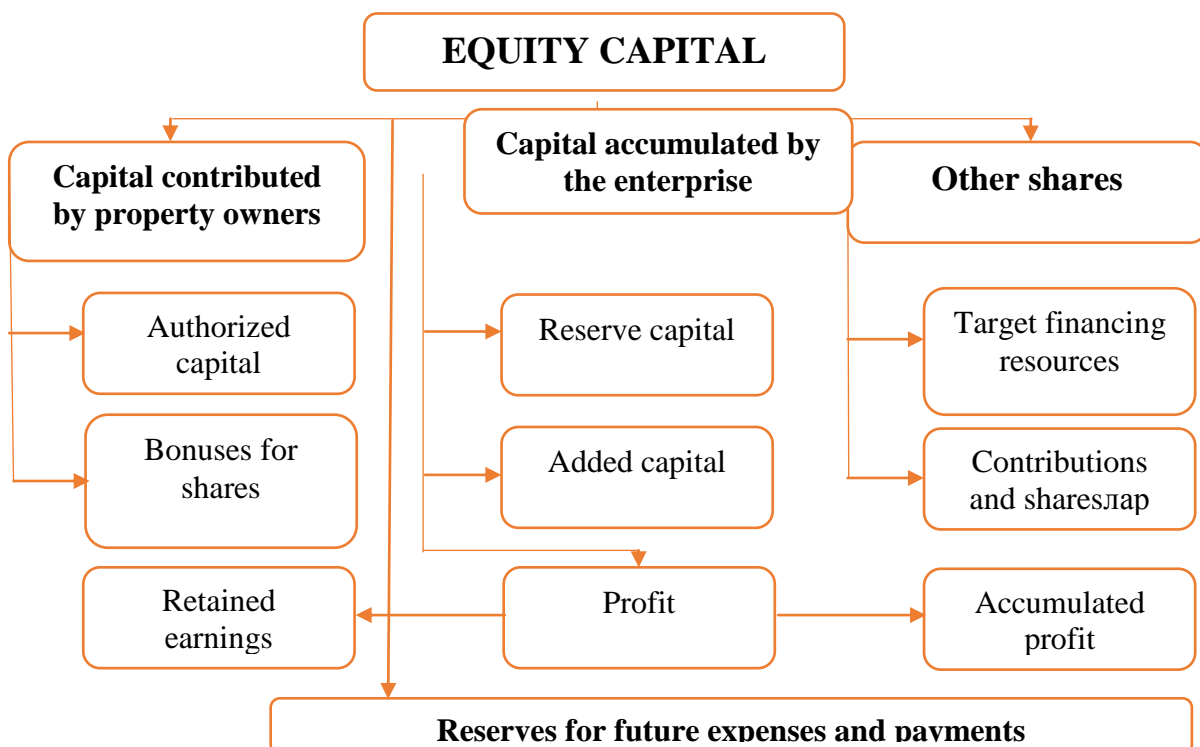 EQUITY CAPITAL
Capital contributed
by property owners
Capital accumulated by
the enterprise
Other shares
Authorized
capital
Reserve capital
Target financing
resources
Bonuses for
shares
Added capital
Contributions
and sharesлар
Retained
earnings
Profit
Accumulated
profit
Reserves for future expenses and payments